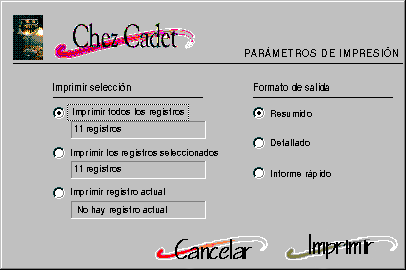 Chez Cadet
PARÁMETROS DE IMPRESIÓN
Imprimir selección
Imprimir todos los registros
11 registros
Imprimir los registros seleccionados
11 registros
Imprimir registro actual
No hay registro actual
Formato de salida
Resumido
Detallado
Informe rápido
Cancelar
Imprimir